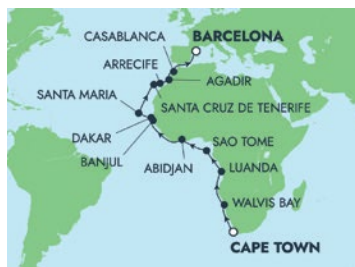 CASABLANCA
BARCELONA
ARRECIFE
AGADIR
SANTA MARIA
SANTA CRUZ DE TENERIFE
DAKAR
SAO TOME
BANJUL
ABIDJAN
LUANDA
WALVIS BAY
CAPE TOWN